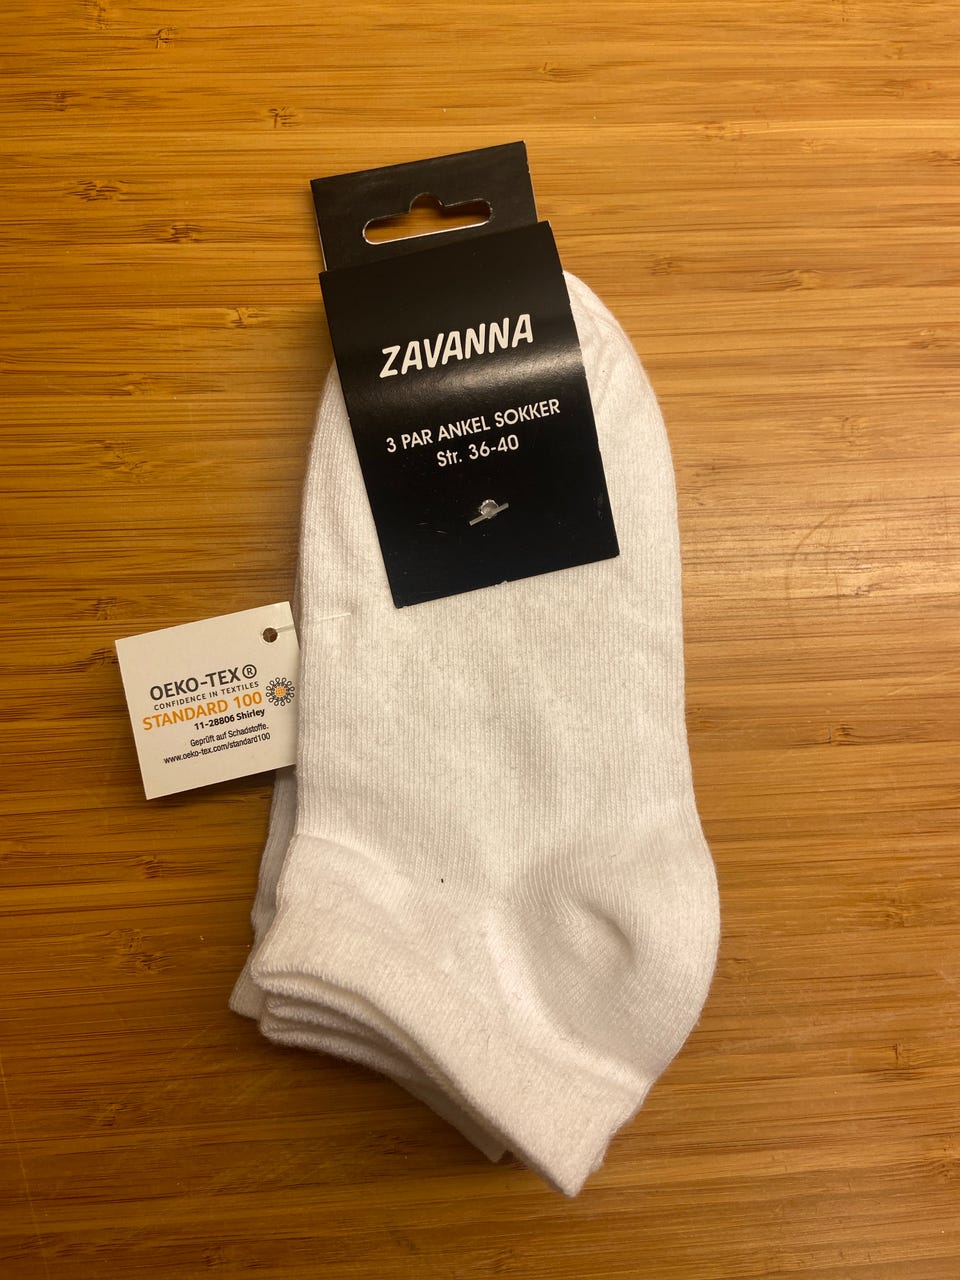 ZAVANNA
3 PAR ANKEL SOKKER
Str. 36-40
OEKO-TEX®
CONFIDENCE IN TEXTILES
STANDARD 100
11-28806 Shirley
Geprüft auf Schadstoffe.
www.oeko-tex.com/standard100